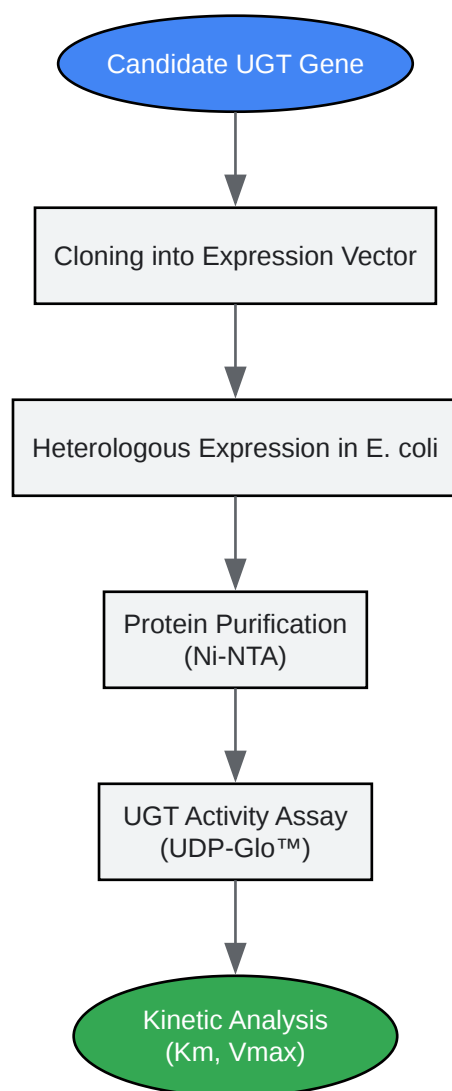 Candidate UGT Gene
Cloning into Expression Vector
Heterologous Expression in E. coli
Protein Purification
(Ni-NTA)
UGT Activity Assay
(UDP-Glo™)
Kinetic Analysis
(Km, Vmax)